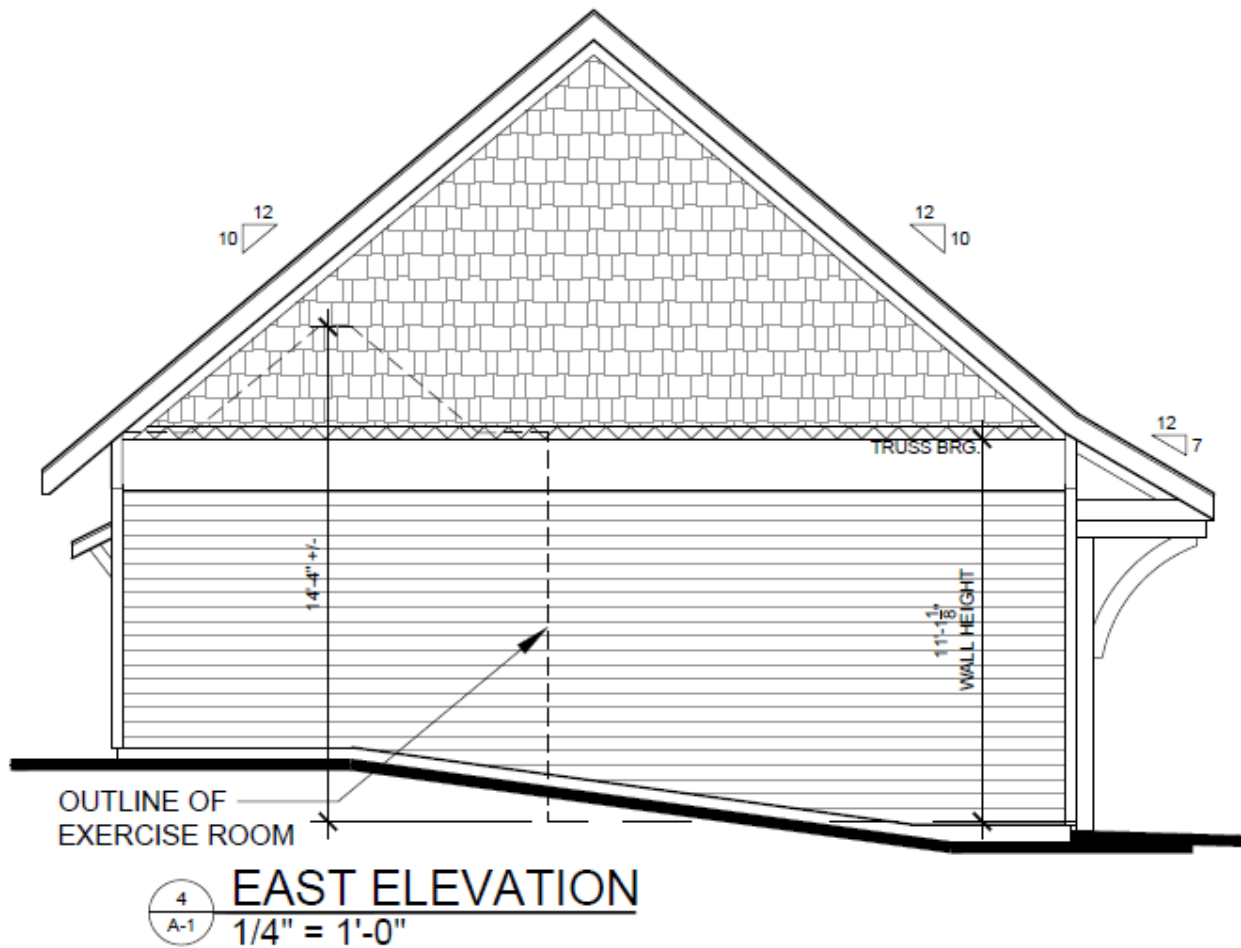 12
10
12
10
12
7
TRUSS BRG.
14'-4" +/-
11'-1 1/8"
WALL HEIGHT
OUTLINE OF
EXERCISE ROOM
4
A-1
EAST ELEVATION
1/4" = 1'-0"